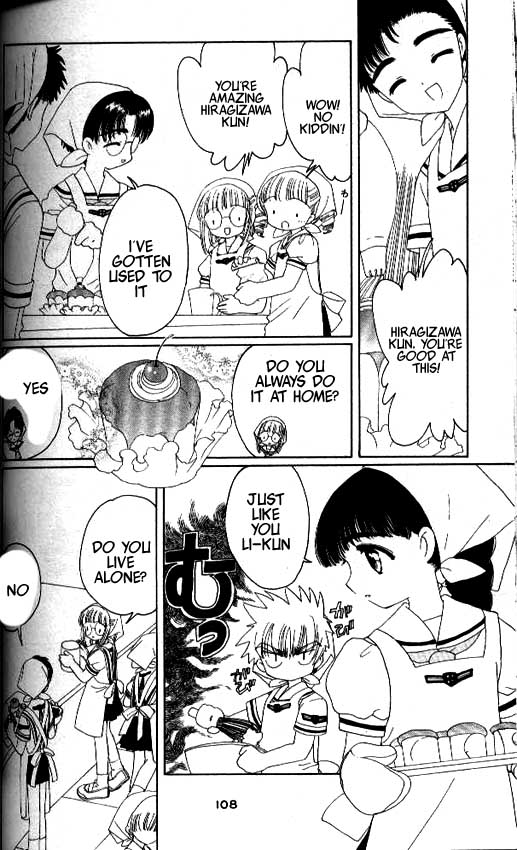 HIRAGIZAWA
KUN. YOU'RE
GOOD AT
THIS!
WOW!
NO
KIDDIN'!
YOU'RE
AMAZING
HIRAGIZAWA
KUN!
I'VE
GOTTEN
USED TO
IT
DO YOU
ALWAYS DO
IT AT HOME?
YES
JUST
LIKE
YOU
LI-KUN
むっ
DO YOU
LIVE
ALONE?
NO
108